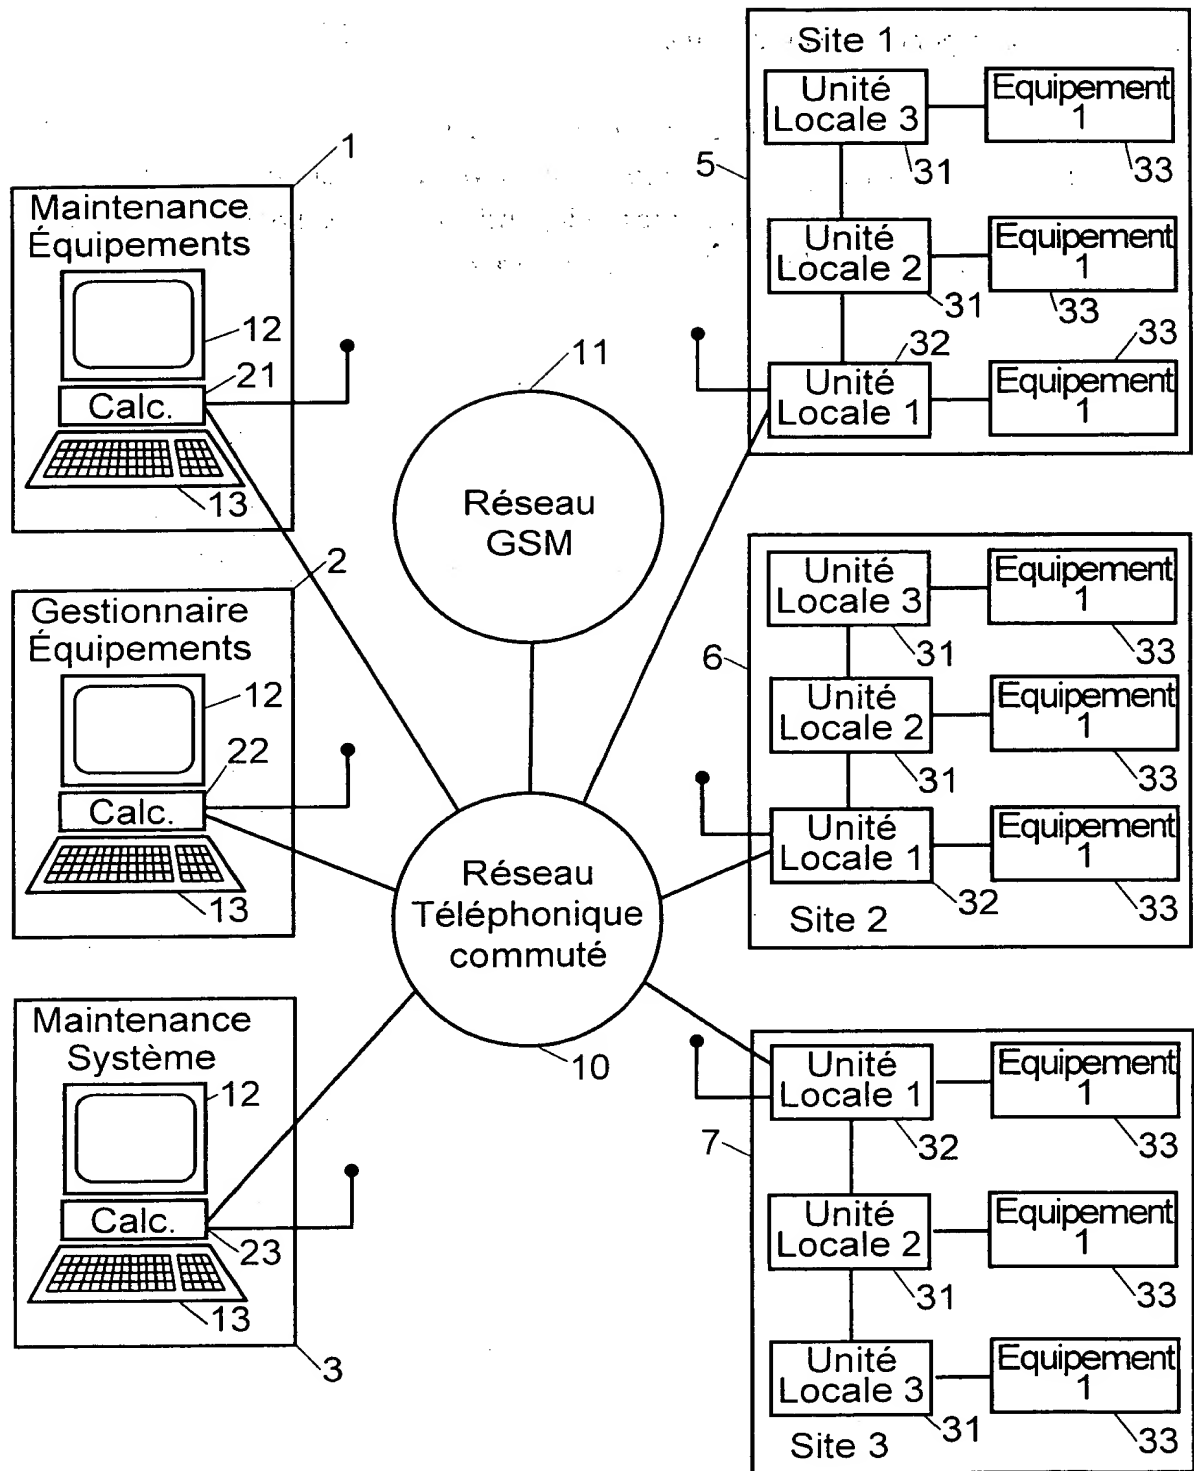 1
Maintenance
Équipements
12
21
Calc.
13
2
Gestionnaire
Équipements
12
22
Calc.
13
Maintenance
Système
12
Calc.
23
13
3
11
Réseau
GSM
Réseau
Téléphonique
commuté
10
Site 1
5
Unité
Locale 3
31
Equipement
1
33
Unité
Locale 2
31
Equipement
1
33
32
Unité
Locale 1
33
Equipement
1
6
Unité
Locale 3
31
Equipement
1
33
Unité
Locale 2
31
Equipement
1
33
Unité
Locale 1
32
Equipement
1
33
Site 2
7
Unité
Locale 1
32
Equipement
1
33
Unité
Locale 2
31
Equipement
1
33
Unité
Locale 3
31
Equipement
1
33
Site 3